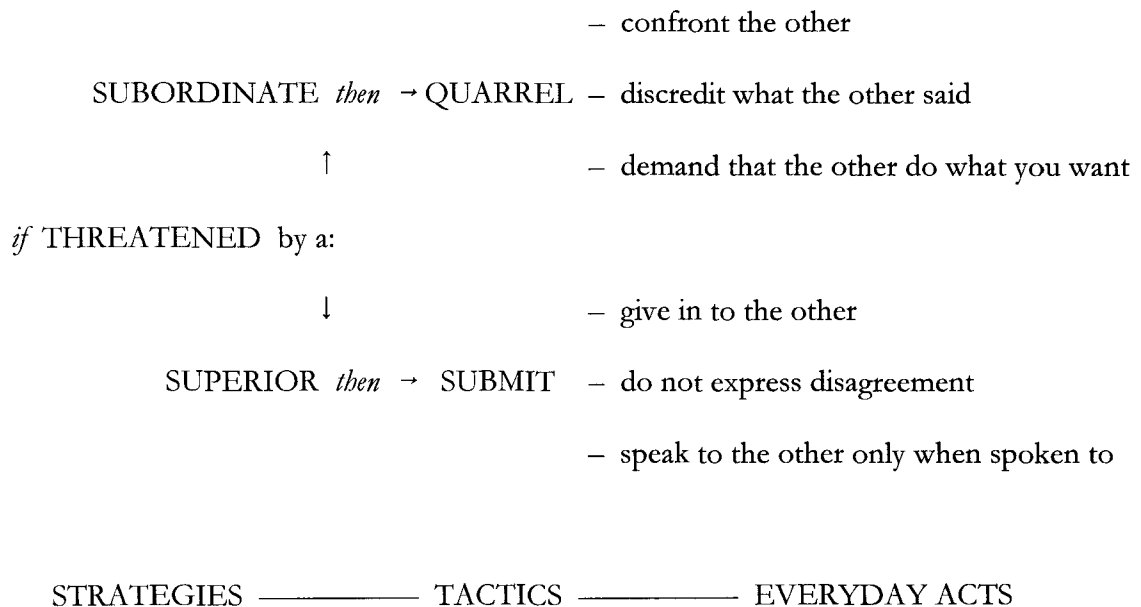 – confront the other
SUBORDINATE then → QUARREL – discredit what the other said
↑ – demand that the other do what you want
if THREATENED by a:
↓ – give in to the other
SUPERIOR then → SUBMIT – do not express disagreement
– speak to the other only when spoken to
STRATEGIES ——— TACTICS ——— EVERYDAY ACTS